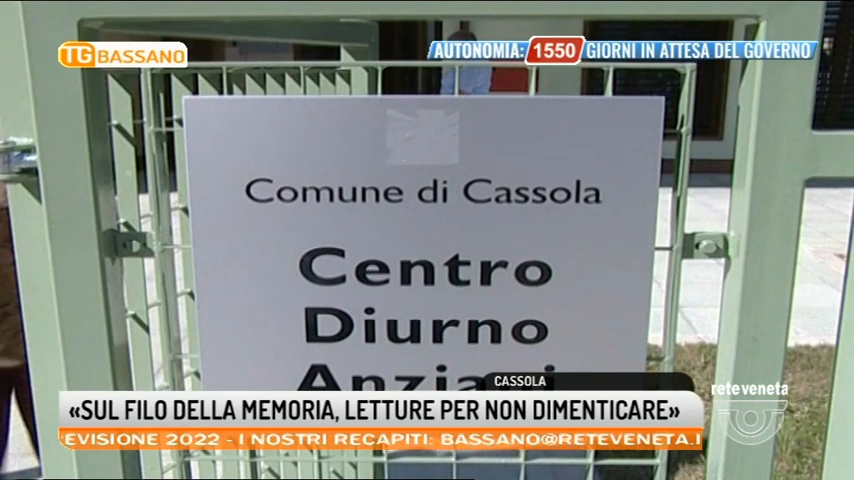 TG BASSANO
AUTONOMIA: 1550 GIORNI IN ATTESA DEL GOVERNO
Comune di Cassola
Centro
Diurno
Anziani
CASSOLA
«SUL FILO DELLA MEMORIA, LETTURE PER NON DIMENTICARE»
reteveneta
EVISIONE 2022 - I NOSTRI RECAPITI: BASSANO@RETEVENETA.I